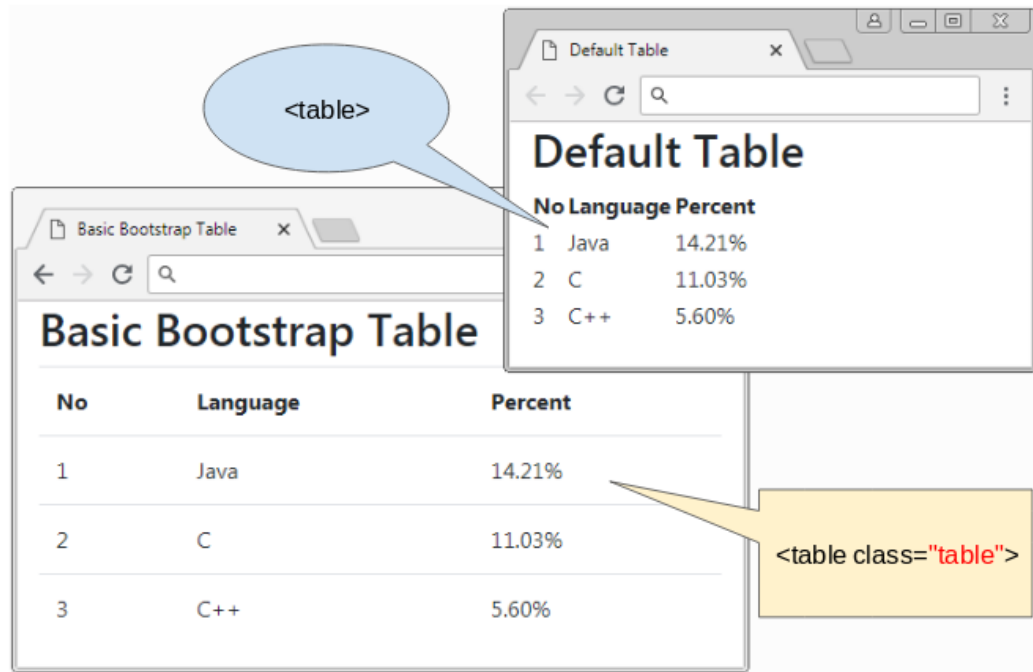 Default Table
<table>
Default Table
No Language Percent
1 Java 14.21%
2 C 11.03%
3 C++ 5.60%
Basic Bootstrap Table
Basic Bootstrap Table
No Language Percent
1 Java 14.21%
2 C 11.03%
3 C++ 5.60%
<table class="table">